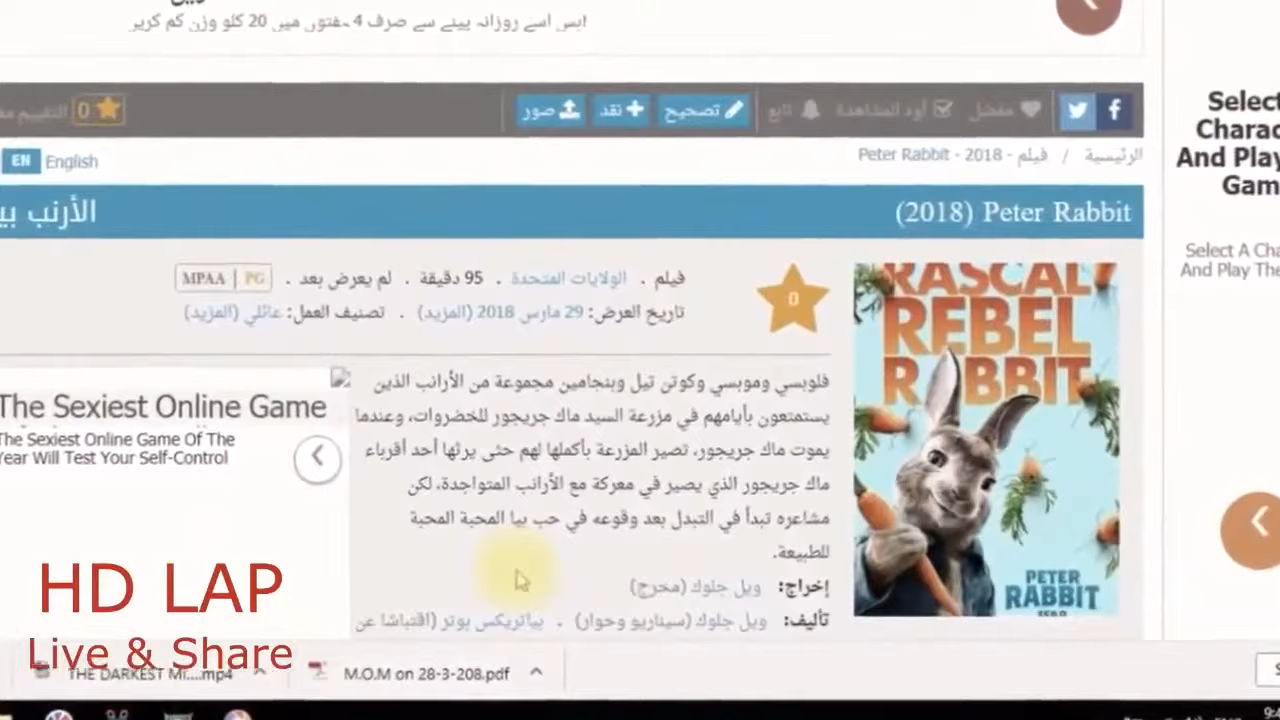 ایس اسے روزانہ پینے سے صرف 4 ہفتوں میں 20 کلو وزن کم کریں
Select
And Play
صور
نقد
تصحيح
تابع
أود المشاهدة
مفضل
0
التقييم
الرئيسية / فيلم - Peter Rabbit - 2018
EN English
Peter Rabbit (2018)
الأرنب
فيلم . الولايات المتحدة . 95 دقيقة . لم يعرض بعد . MPAA | PG
تاريخ العرض: 29 مارس 2018 (المزيد) . تصنيف العمل: عائلي (المزيد)
0
Select A
And Play
فلوبسي وموبسي وكوتن تيل وبنجامين مجموعة من الأرانب الذين
يستمتعون بأيامهم في مزرعة السيد ماك جريجور للخضروات، وعندما
يموت ماك جريجور، تصير المزرعة بأكملها لهم حتى يرثها أحد أقرباء
ماك جريجور الذي يصير في معركة مع الأرانب المتواجدة، لكن
مشاعره تبدأ في التبدل بعد وقوعه في حب بيا المحبة المحبة
للطبيعة.
إخراج: ويل جلوك (مخرج)
تأليف: ويل جلوك (سيناريو وحوار) . بياتريكس بوتر (اقتباسًا عن
RASCAL
REBEL
RABBIT
PETER
RABBIT
The Sexiest Online Game
The Sexiest Online Game Of The
Year Will Test Your Self-Control
HD LAP
Live & Share
THE DARKEST MI....mp4
M.O.M on 28-3-208.pdf